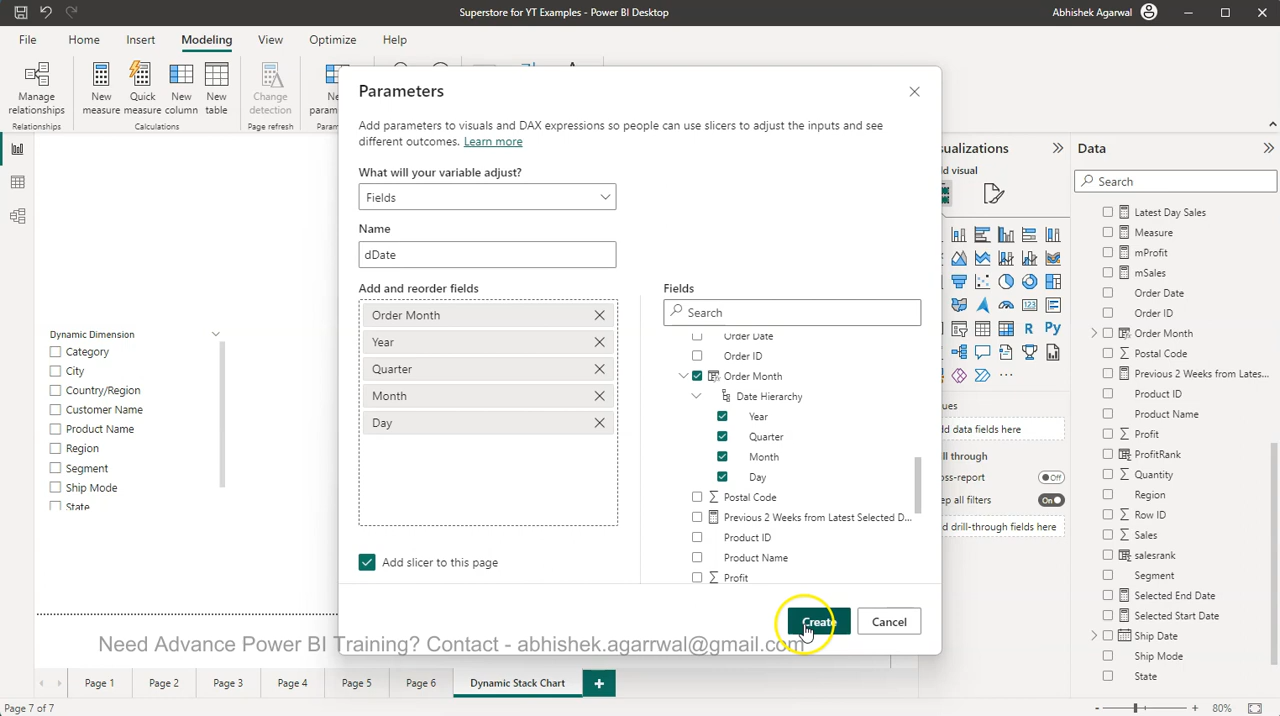 Superstore for YT Examples - Power BI Desktop
Abhishek Agarwal
File Home Insert Modeling View Optimize Help
Manage relationships
New measure
Quick measure
New column
New table
Change detection
Relationships
Calculations
Page refresh
Parameters
Add parameters to visuals and DAX expressions so people can use slicers to adjust the inputs and see
different outcomes. Learn more
What will your variable adjust?
Fields
Name
dDate
Add and reorder fields
Order Month
Year
Quarter
Month
Day
Add slicer to this page
Fields
Search
Order Date
Order ID
Order Month
Date Hierarchy
Year
Quarter
Month
Day
Postal Code
Previous 2 Weeks from Latest Selected D...
Product ID
Product Name
Profit
Create
Cancel
Dynamic Dimension
Category
City
Country/Region
Customer Name
Product Name
Region
Segment
Ship Mode
State
Data
Search
Latest Day Sales
Measure
mProfit
mSales
Order Date
Order ID
Order Month
Postal Code
Previous 2 Weeks from Lates...
Product ID
Product Name
Profit
ProfitRank
Quantity
Region
Row ID
Sales
salesrank
Segment
Selected End Date
Selected Start Date
Ship Date
Ship Mode
State
R Py
123
Off
On
Need Advance Power BI Training? Contact - abhishek.agarrwal@gmail.com
Page 1 Page 2 Page 3 Page 4 Page 5 Page 6 Dynamic Stack Chart +
Page 7 of 7
- + 80%